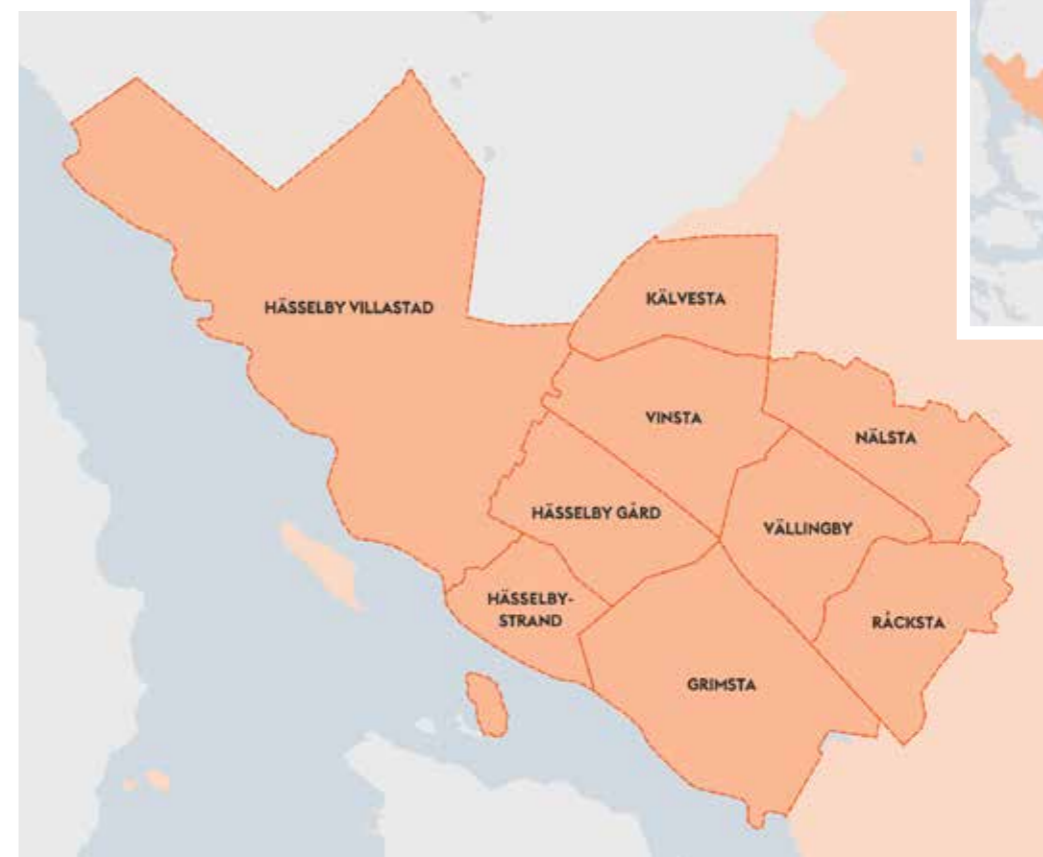 HÄSSELBY VILLASTAD
KÄLVESTA
VINSTA
NÄLSTA
HÄSSELBY GÅRD
VÄLLINGBY
HÄSSELBY-
STRAND
RÅCKSTA
GRIMSTA